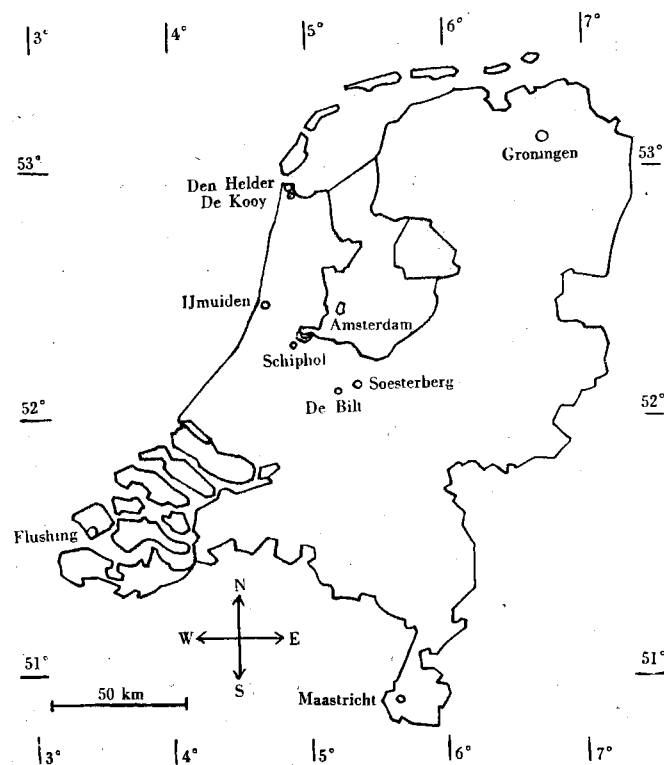 3° 4° 5° 6° 7°
Groningen
53° 53°
Den Helder
De Kooy
IJmuiden
Amsterdam
Schiphol
Soesterberg
De Bilt
52° 52°
Flushing
N
W E
S
51° 51°
50 km
Maastricht
3° 4° 5° 6° 7°